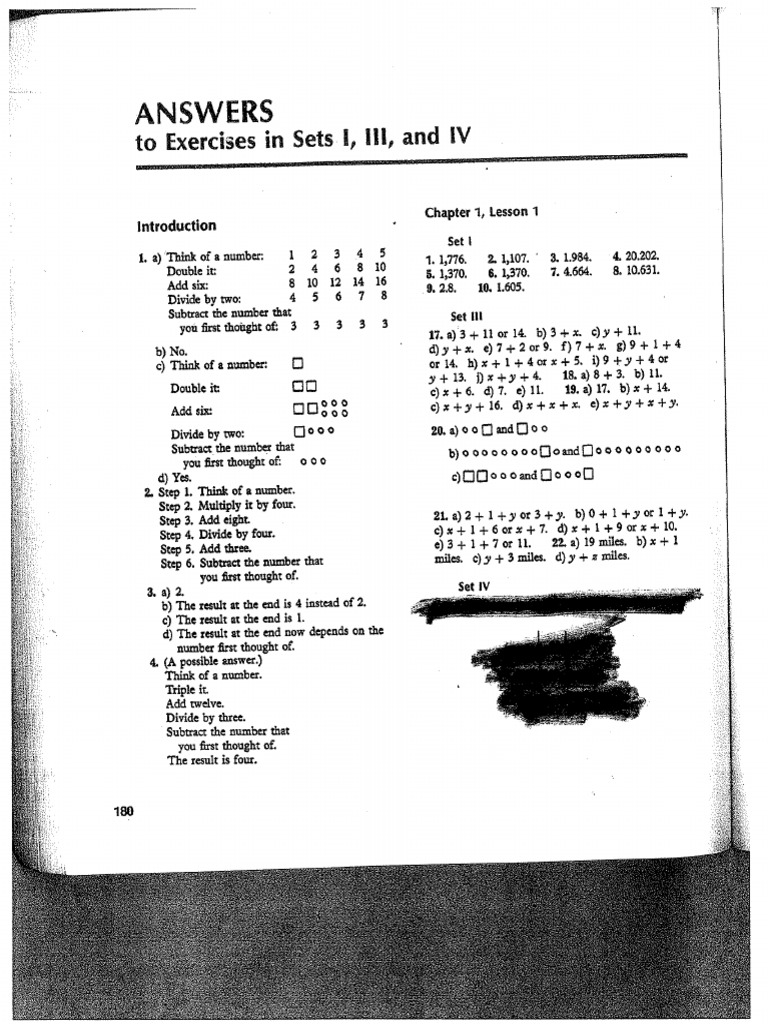 ANSWERS
to Exercises in Sets I, III, and IV
Introduction
1. a) Think of a number: 1 2 3 4 5
Double it: 2 4 6 8 10
Add six: 8 10 12 14 16
Divide by two: 4 5 6 7 8
Subtract the number that
you first thought of: 3 3 3 3 3
b) No.
c) Think of a number: □
Double it: □□
Add six: □□○○○○○○
Divide by two: □○○○
Subtract the number that
you first thought of: ○○○
d) Yes.
2. Step 1. Think of a number.
Step 2. Multiply it by four.
Step 3. Add eight.
Step 4. Divide by four.
Step 5. Add three.
Step 6. Subtract the number that
you first thought of.
3. a) 2.
b) The result at the end is 4 instead of 2.
c) The result at the end is 1.
d) The result at the end now depends on the
number first thought of.
4. (A possible answer.)
Think of a number.
Triple it.
Add twelve.
Divide by three.
Subtract the number that
you first thought of.
The result is four.
180
Chapter 1, Lesson 1
Set I
1. 1,776. 2. 1,107. 3. 1.984. 4. 20.202.
5. 1,370. 6. 1,370. 7. 4.664. 8. 10.631.
9. 2.8. 10. 1.605.
Set III
17. a) 3 + 11 or 14. b) 3 + x. c) y + 11.
d) y + x. e) 7 + 2 or 9. f) 7 + x. g) 9 + 1 + 4
or 14. h) x + 1 + 4 or x + 5. i) 9 + y + 4 or
y + 13. j) x + y + 4. 18. a) 8 + 3. b) 11.
c) x + 6. d) 7. e) 11. 19. a) 17. b) x + 14.
c) x + y + 16. d) x + x + x. e) x + y + x + y.
20. a) ○○□ and □○○
b) ○○○○○○○○□○ and □○○○○○○○○○
c) □□○○○ and □○○○□
21. a) 2 + 1 + y or 3 + y. b) 0 + 1 + y or 1 + y.
c) x + 1 + 6 or x + 7. d) x + 1 + 9 or x + 10.
e) 3 + 1 + 7 or 11. 22. a) 19 miles. b) x + 1
miles. c) y + 3 miles. d) y + z miles.
Set IV